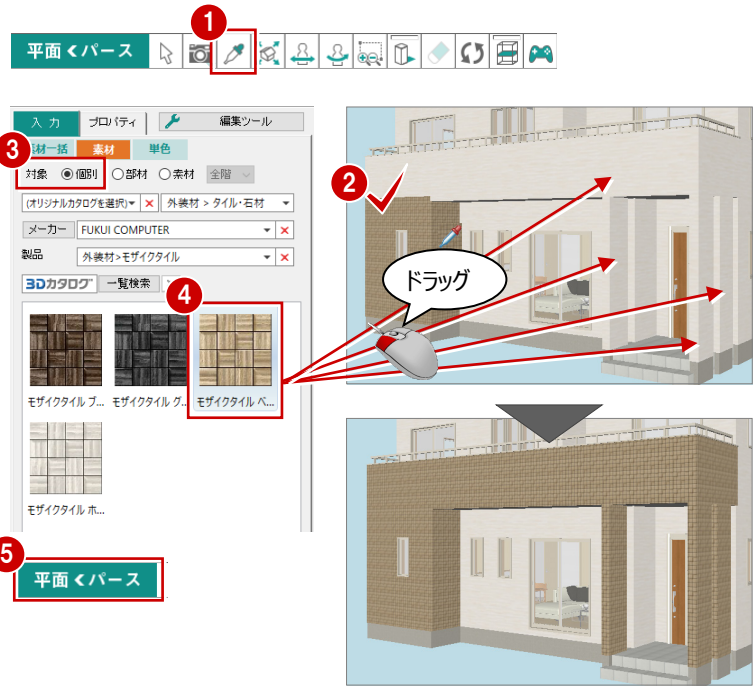 1
平面 < パース
入 力
プロパティ
編集ツール
3
素材一括
素材
単色
対象
個別
部材
素材
全階
2
(オリジナルカタログを選択)
外装材 > タイル・石材
メーカー
FUKUI COMPUTER
製品
外装材>モザイクタイル
3Dカタログ
一覧検索
4
ドラッグ
モザイクタイル ブ...
モザイクタイル グ...
モザイクタイル ベ...
モザイクタイル ホ...
5
平面 < パース